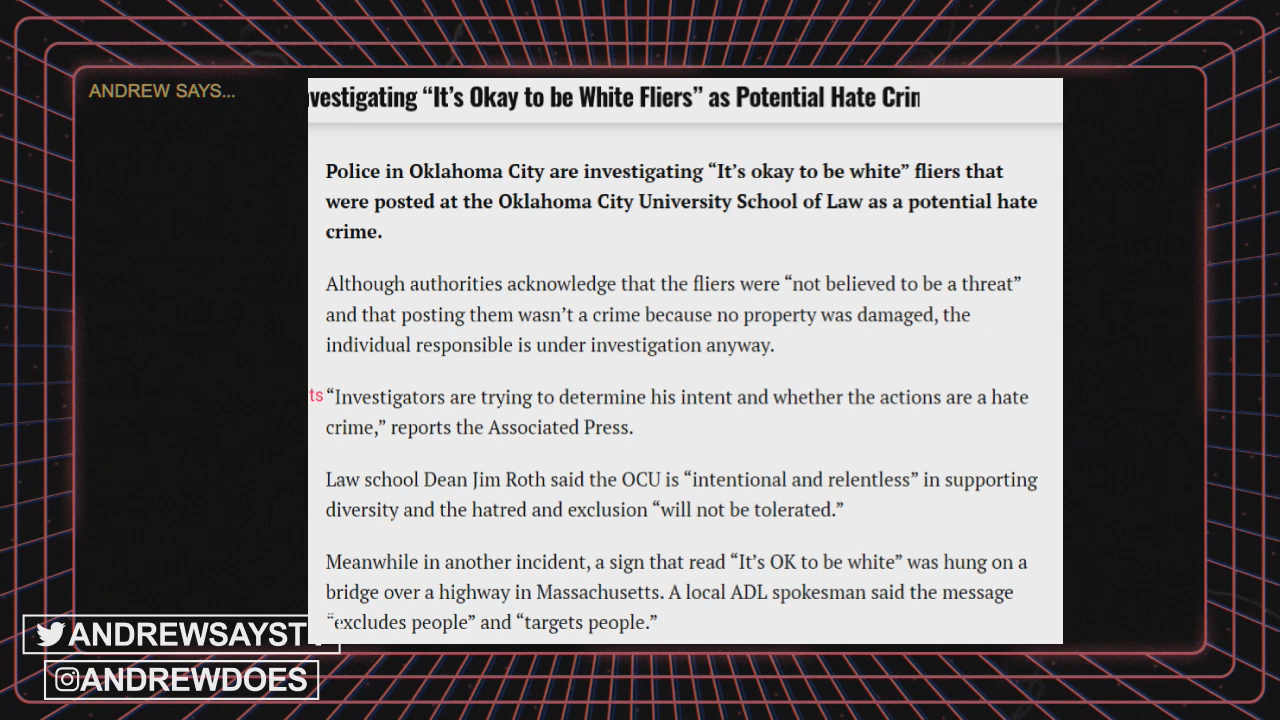 ANDREW SAYS...
vestigating “It’s Okay to be White Fliers” as Potential Hate Crim
Police in Oklahoma City are investigating “It’s okay to be white” fliers that
were posted at the Oklahoma City University School of Law as a potential hate
crime.
Although authorities acknowledge that the fliers were “not believed to be a threat”
and that posting them wasn’t a crime because no property was damaged, the
individual responsible is under investigation anyway.
ts
“Investigators are trying to determine his intent and whether the actions are a hate
crime,” reports the Associated Press.
Law school Dean Jim Roth said the OCU is “intentional and relentless” in supporting
diversity and the hatred and exclusion “will not be tolerated.”
Meanwhile in another incident, a sign that read “It’s OK to be white” was hung on a
bridge over a highway in Massachusetts. A local ADL spokesman said the message
“excludes people” and “targets people.”
ANDREWSAYST
ANDREWDOES